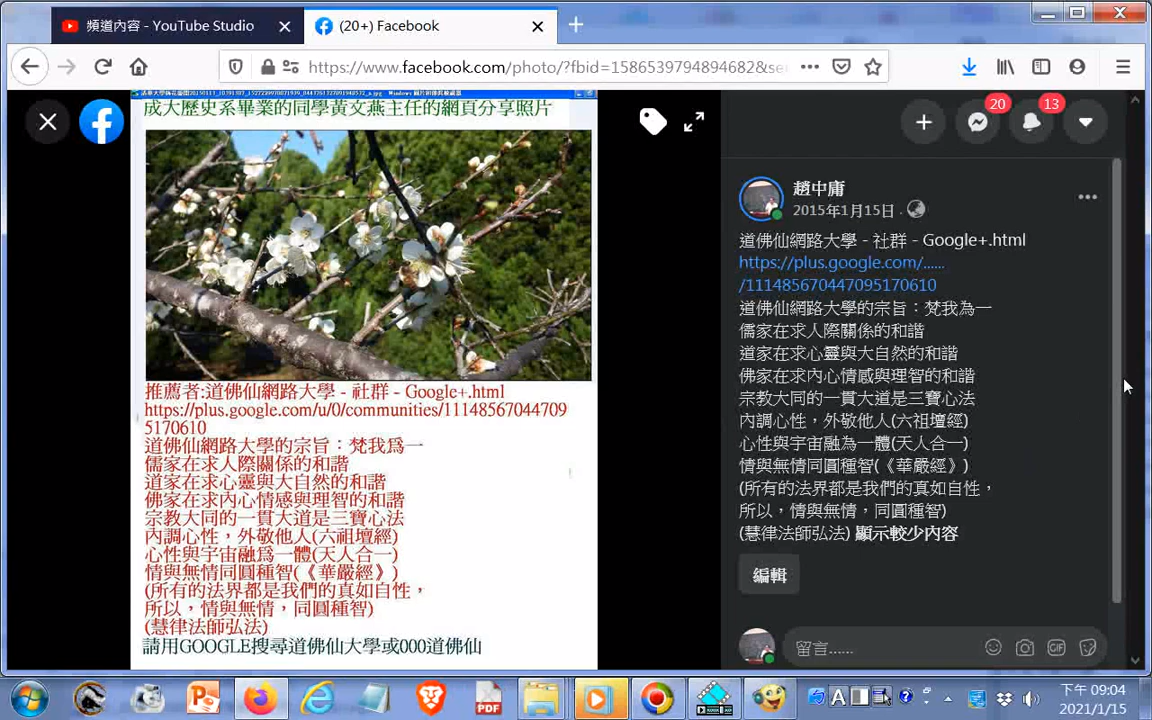 頻道內容 - YouTube Studio
(20+) Facebook
https://www.facebook.com/photo/?fbid=1586539794894682&se
成大歷史系畢業的同學黃文燕主任的網頁分享照片
推薦者:道佛仙網路大學 - 社群 - Google+.html
https://plus.google.com/u/0/communities/11148567044709
5170610
道佛仙網路大學的宗旨：梵我爲一
儒家在求人際關係的和諧
道家在求心靈與大自然的和諧
佛家在求內心情感與理智的和諧
宗教大同的一貫大道是三寶心法
內調心性，外敬他人(六祖壇經)
心性與宇宙融爲一體(天人合一)
情與無情同圓種智(《華嚴經》)
(所有的法界都是我們的真如自性，
所以，情與無情，同圓種智)
(慧律法師弘法)
請用GOOGLE搜尋道佛仙大學或000道佛仙
20
13
趙中庸
2015年1月15日 ·
道佛仙網路大學 - 社群 - Google+.html
https://plus.google.com/......
/111485670447095170610
道佛仙網路大學的宗旨：梵我為一
儒家在求人際關係的和諧
道家在求心靈與大自然的和諧
佛家在求內心情感與理智的和諧
宗教大同的一貫大道是三寶心法
內調心性，外敬他人(六祖壇經)
心性與宇宙融為一體(天人合一)
情與無情同圓種智(《華嚴經》)
(所有的法界都是我們的真如自性，
所以，情與無情，同圓種智)
(慧律法師弘法) 顯示較少內容
編輯
留言......
GIF
PDF
A
下午 09:04
2021/1/15